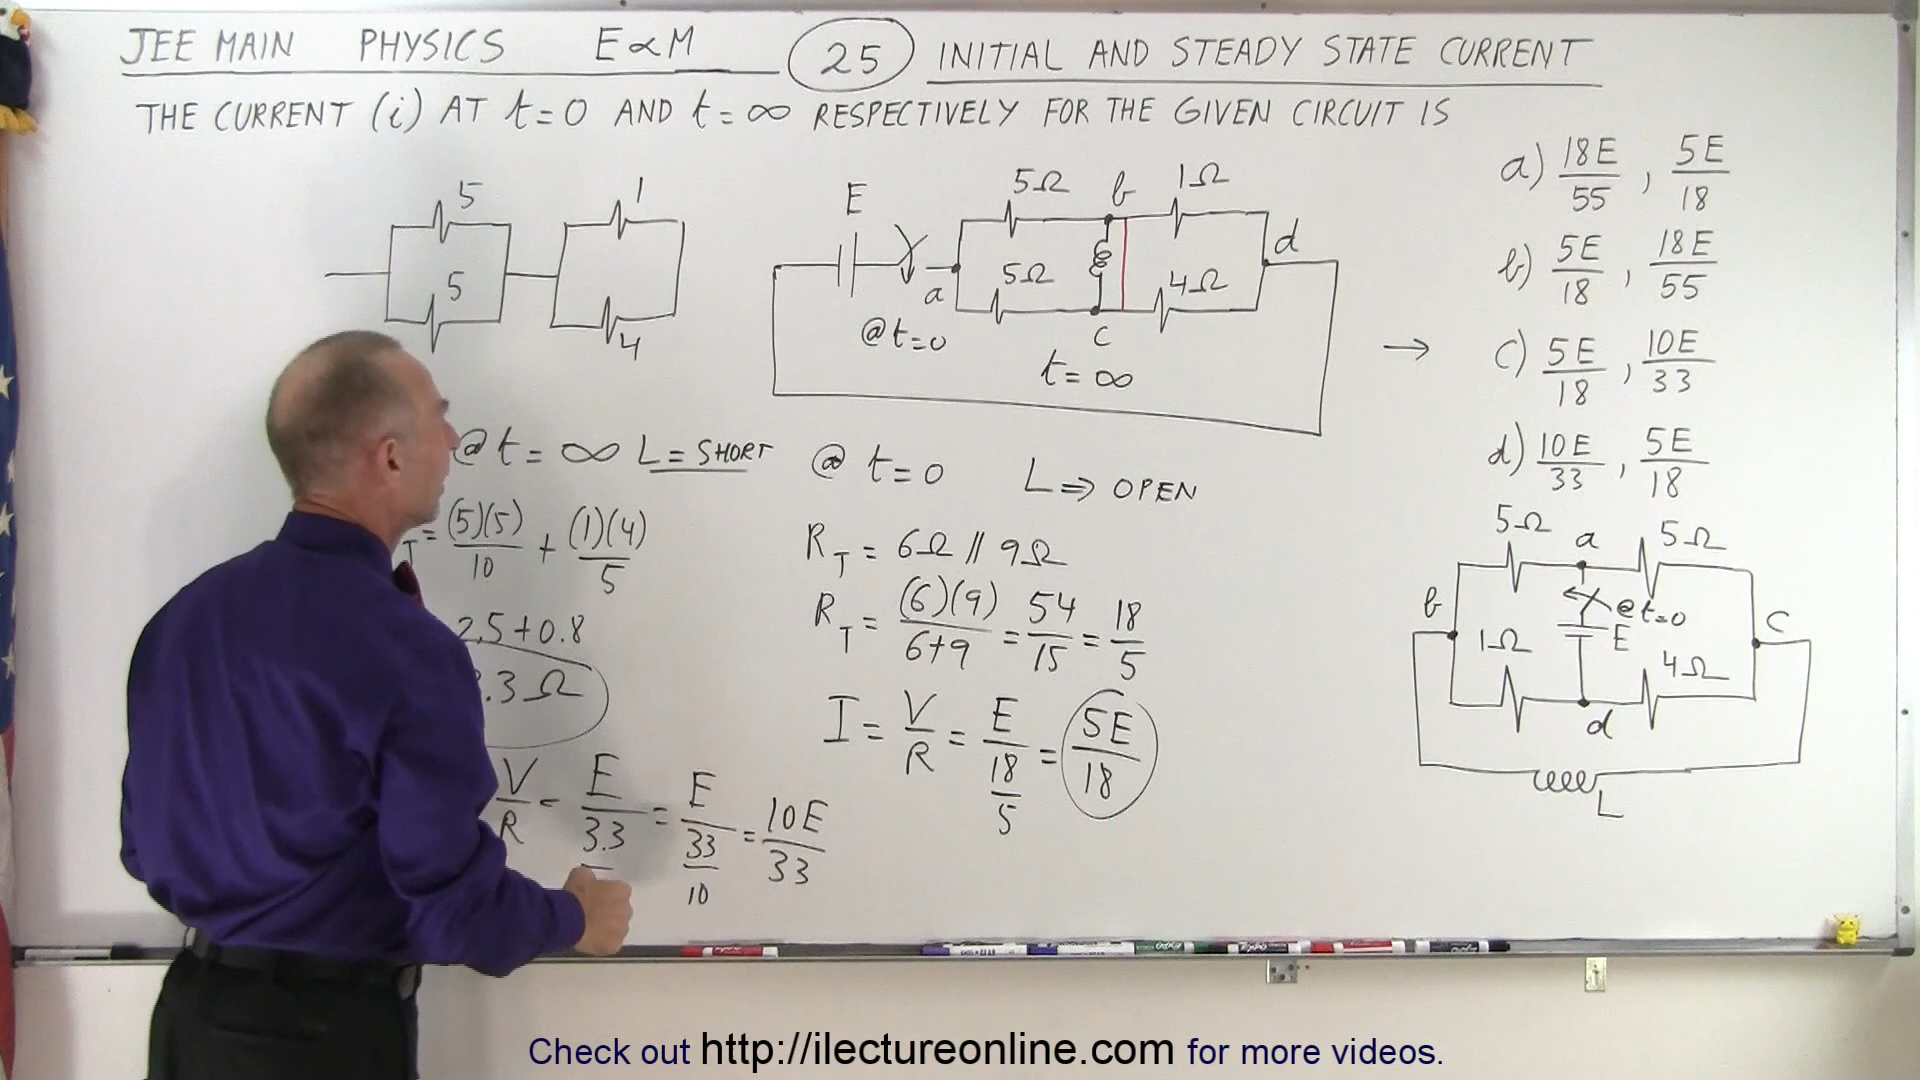 JEE MAIN PHYSICS E∝M 25 INITIAL AND STEADY STATE CURRENT
THE CURRENT (i) AT t=0 AND t=∞ RESPECTIVELY FOR THE GIVEN CIRCUIT IS
5
5
1
4
E
@t=0
a
5Ω
5Ω
b
1Ω
c
4Ω
d
t=∞
→
a) 18E/55 , 5E/18
b) 5E/18 , 18E/55
c) 5E/18 , 10E/33
d) 10E/33 , 5E/18
@ t=∞ L=SHORT
T = (5)(5)/10 + (1)(4)/5
2.5+0.8
.3Ω
V/R = E/3.3 = E/(33/10) = 10E/33
@ t=0 L⇒OPEN
R_T = 6Ω//9Ω
R_T = (6)(9)/(6+9) = 54/15 = 18/5
I = V/R = E/(18/5) = 5E/18
5Ω
a
5Ω
b
@t=0
E
c
1Ω
4Ω
d
L
Check out http://ilectureonline.com for more videos.